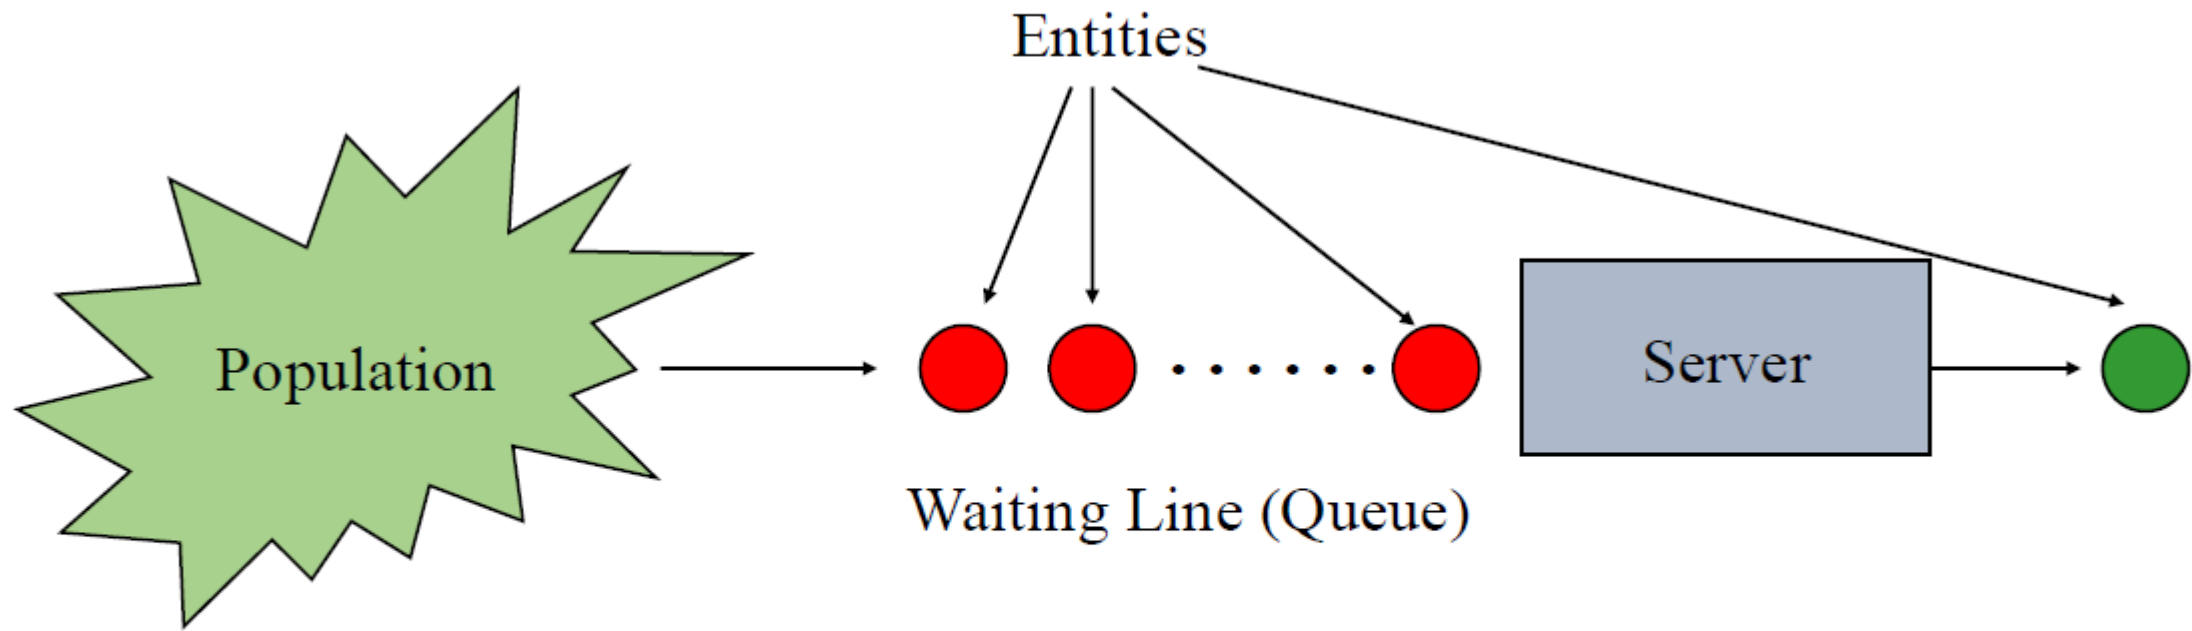 Entities
Population
Server
Waiting Line (Queue)